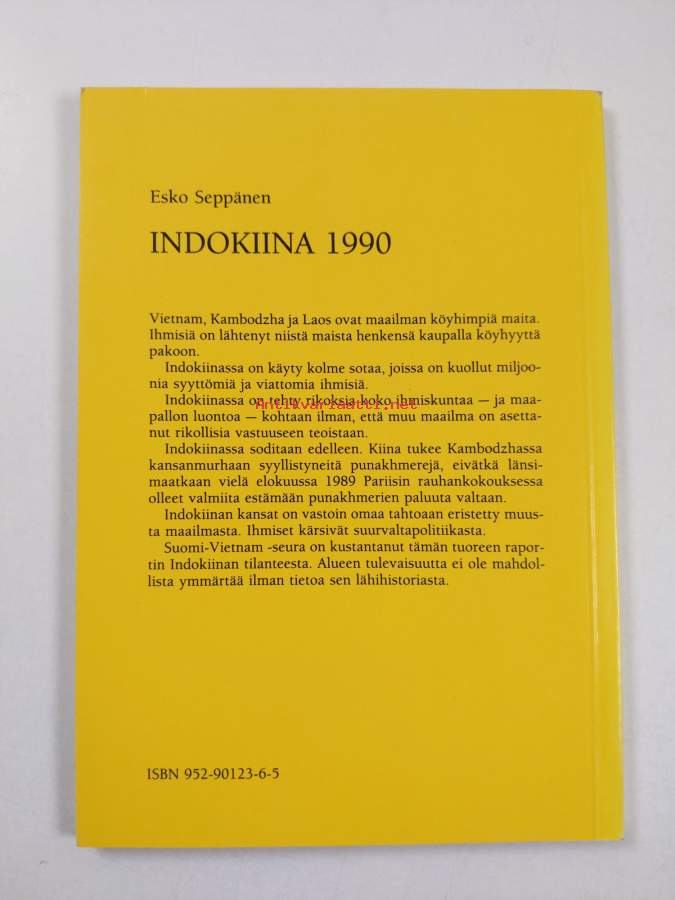 Esko Seppänen
INDOKIINA 1990
Vietnam, Kambodzha ja Laos ovat maailman köyhimpiä maita.
Ihmisiä on lähtenyt niistä maista henkensä kaupalla köyhyyttä
pakoon.
Indokiinassa on käyty kolme sotaa, joissa on kuollut miljoo-
nia syyttömiä ja viattomia ihmisiä.
Indokiinassa on tehty rikoksia koko ihmiskuntaa — ja maa-
Antikvariaatti.net
pallon luontoa — kohtaan ilman, että muu maailma on asetta-
nut rikollisia vastuuseen teoistaan.
Indokiinassa soditaan edelleen. Kiina tukee Kambodzhassa
kansanmurhaan syyllistyneitä punakhmerejä, eivätkä länsi-
maatkaan vielä elokuussa 1989 Pariisin rauhankokouksessa
olleet valmiita estämään punakhmerien paluuta valtaan.
Indokiinan kansat on vastoin omaa tahtoaan eristetty muus-
ta maailmasta. Ihmiset kärsivät suurvaltapolitiikasta.
Suomi-Vietnam -seura on kustantanut tämän tuoreen rapor-
tin Indokiinan tilanteesta. Alueen tulevaisuutta ei ole mahdol-
lista ymmärtää ilman tietoa sen lähihistoriasta.
ISBN 952-90123-6-5